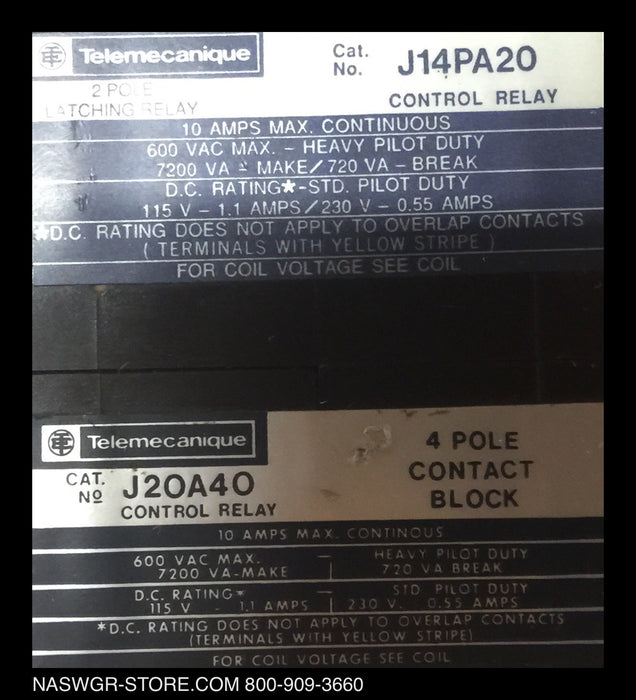 Telemecanique
Cat. No. J14PA20
2 POLE
LATCHING RELAY
CONTROL RELAY
10 AMPS MAX. CONTINUOUS
600 VAC MAX. – HEAVY PILOT DUTY
7200 VA – MAKE/720 VA – BREAK
D.C. RATING★-STD. PILOT DUTY
115 V – 1.1 AMPS/230 V – 0.55 AMPS
★D.C. RATING DOES NOT APPLY TO OVERLAP CONTACTS
( TERMINALS WITH YELLOW STRIPE )
FOR COIL VOLTAGE SEE COIL
Telemecanique
CAT. Nº J20A40
CONTROL RELAY
4 POLE
CONTACT
BLOCK
10 AMPS MAX. CONTINOUS
600 VAC MAX. — HEAVY PILOT DUTY
7200 VA-MAKE | 720 VA BREAK
D.C. RATING* — STD PILOT DUTY
115 V - 1.1 AMPS | 230 V. 0.55 AMPS
*D.C. RATING DOES NOT APPLY TO OVERLAP CONTACTS
(TERMINALS WITH YELLOW STRIPE)
FOR COIL VOLTAGE SEE COIL
NASWGR-STORE.COM 800-909-3660